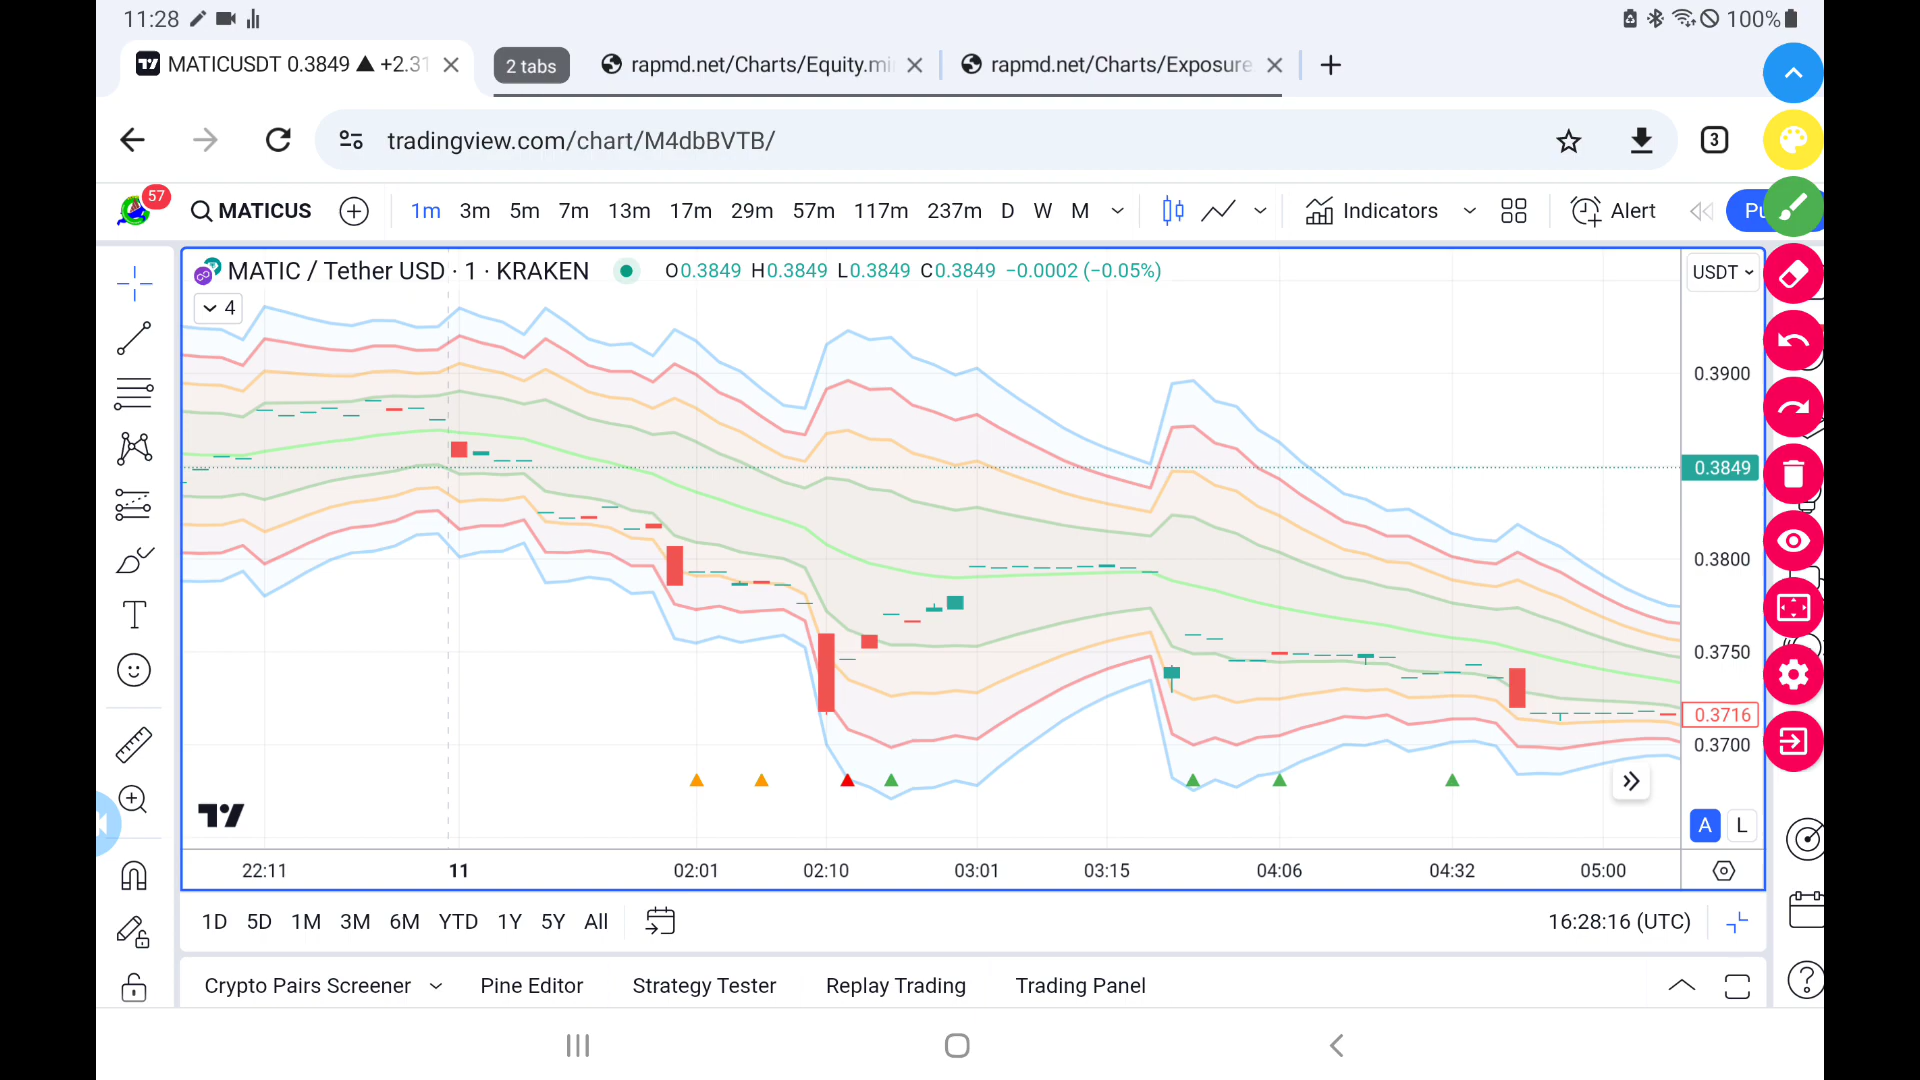 11:28
100%
MATICUSDT 0.3849 ▲ +2.31
2 tabs
rapmd.net/Charts/Equity.mi
rapmd.net/Charts/Exposure.
tradingview.com/chart/M4dbBVTB/
3
57
MATICUS
1m 3m 5m 7m 13m 17m 29m 57m 117m 237m D W M
Indicators
Alert
Pu
MATIC / Tether USD · 1 · KRAKEN
O0.3849 H0.3849 L0.3849 C0.3849 −0.0002 (−0.05%)
USDT
4
0.3900
0.3849
0.3800
0.3750
0.3716
0.3700
A L
22:11 11 02:01 02:10 03:01 03:15 04:06 04:32 05:00
1D 5D 1M 3M 6M YTD 1Y 5Y All
16:28:16 (UTC)
Crypto Pairs Screener Pine Editor Strategy Tester Replay Trading Trading Panel